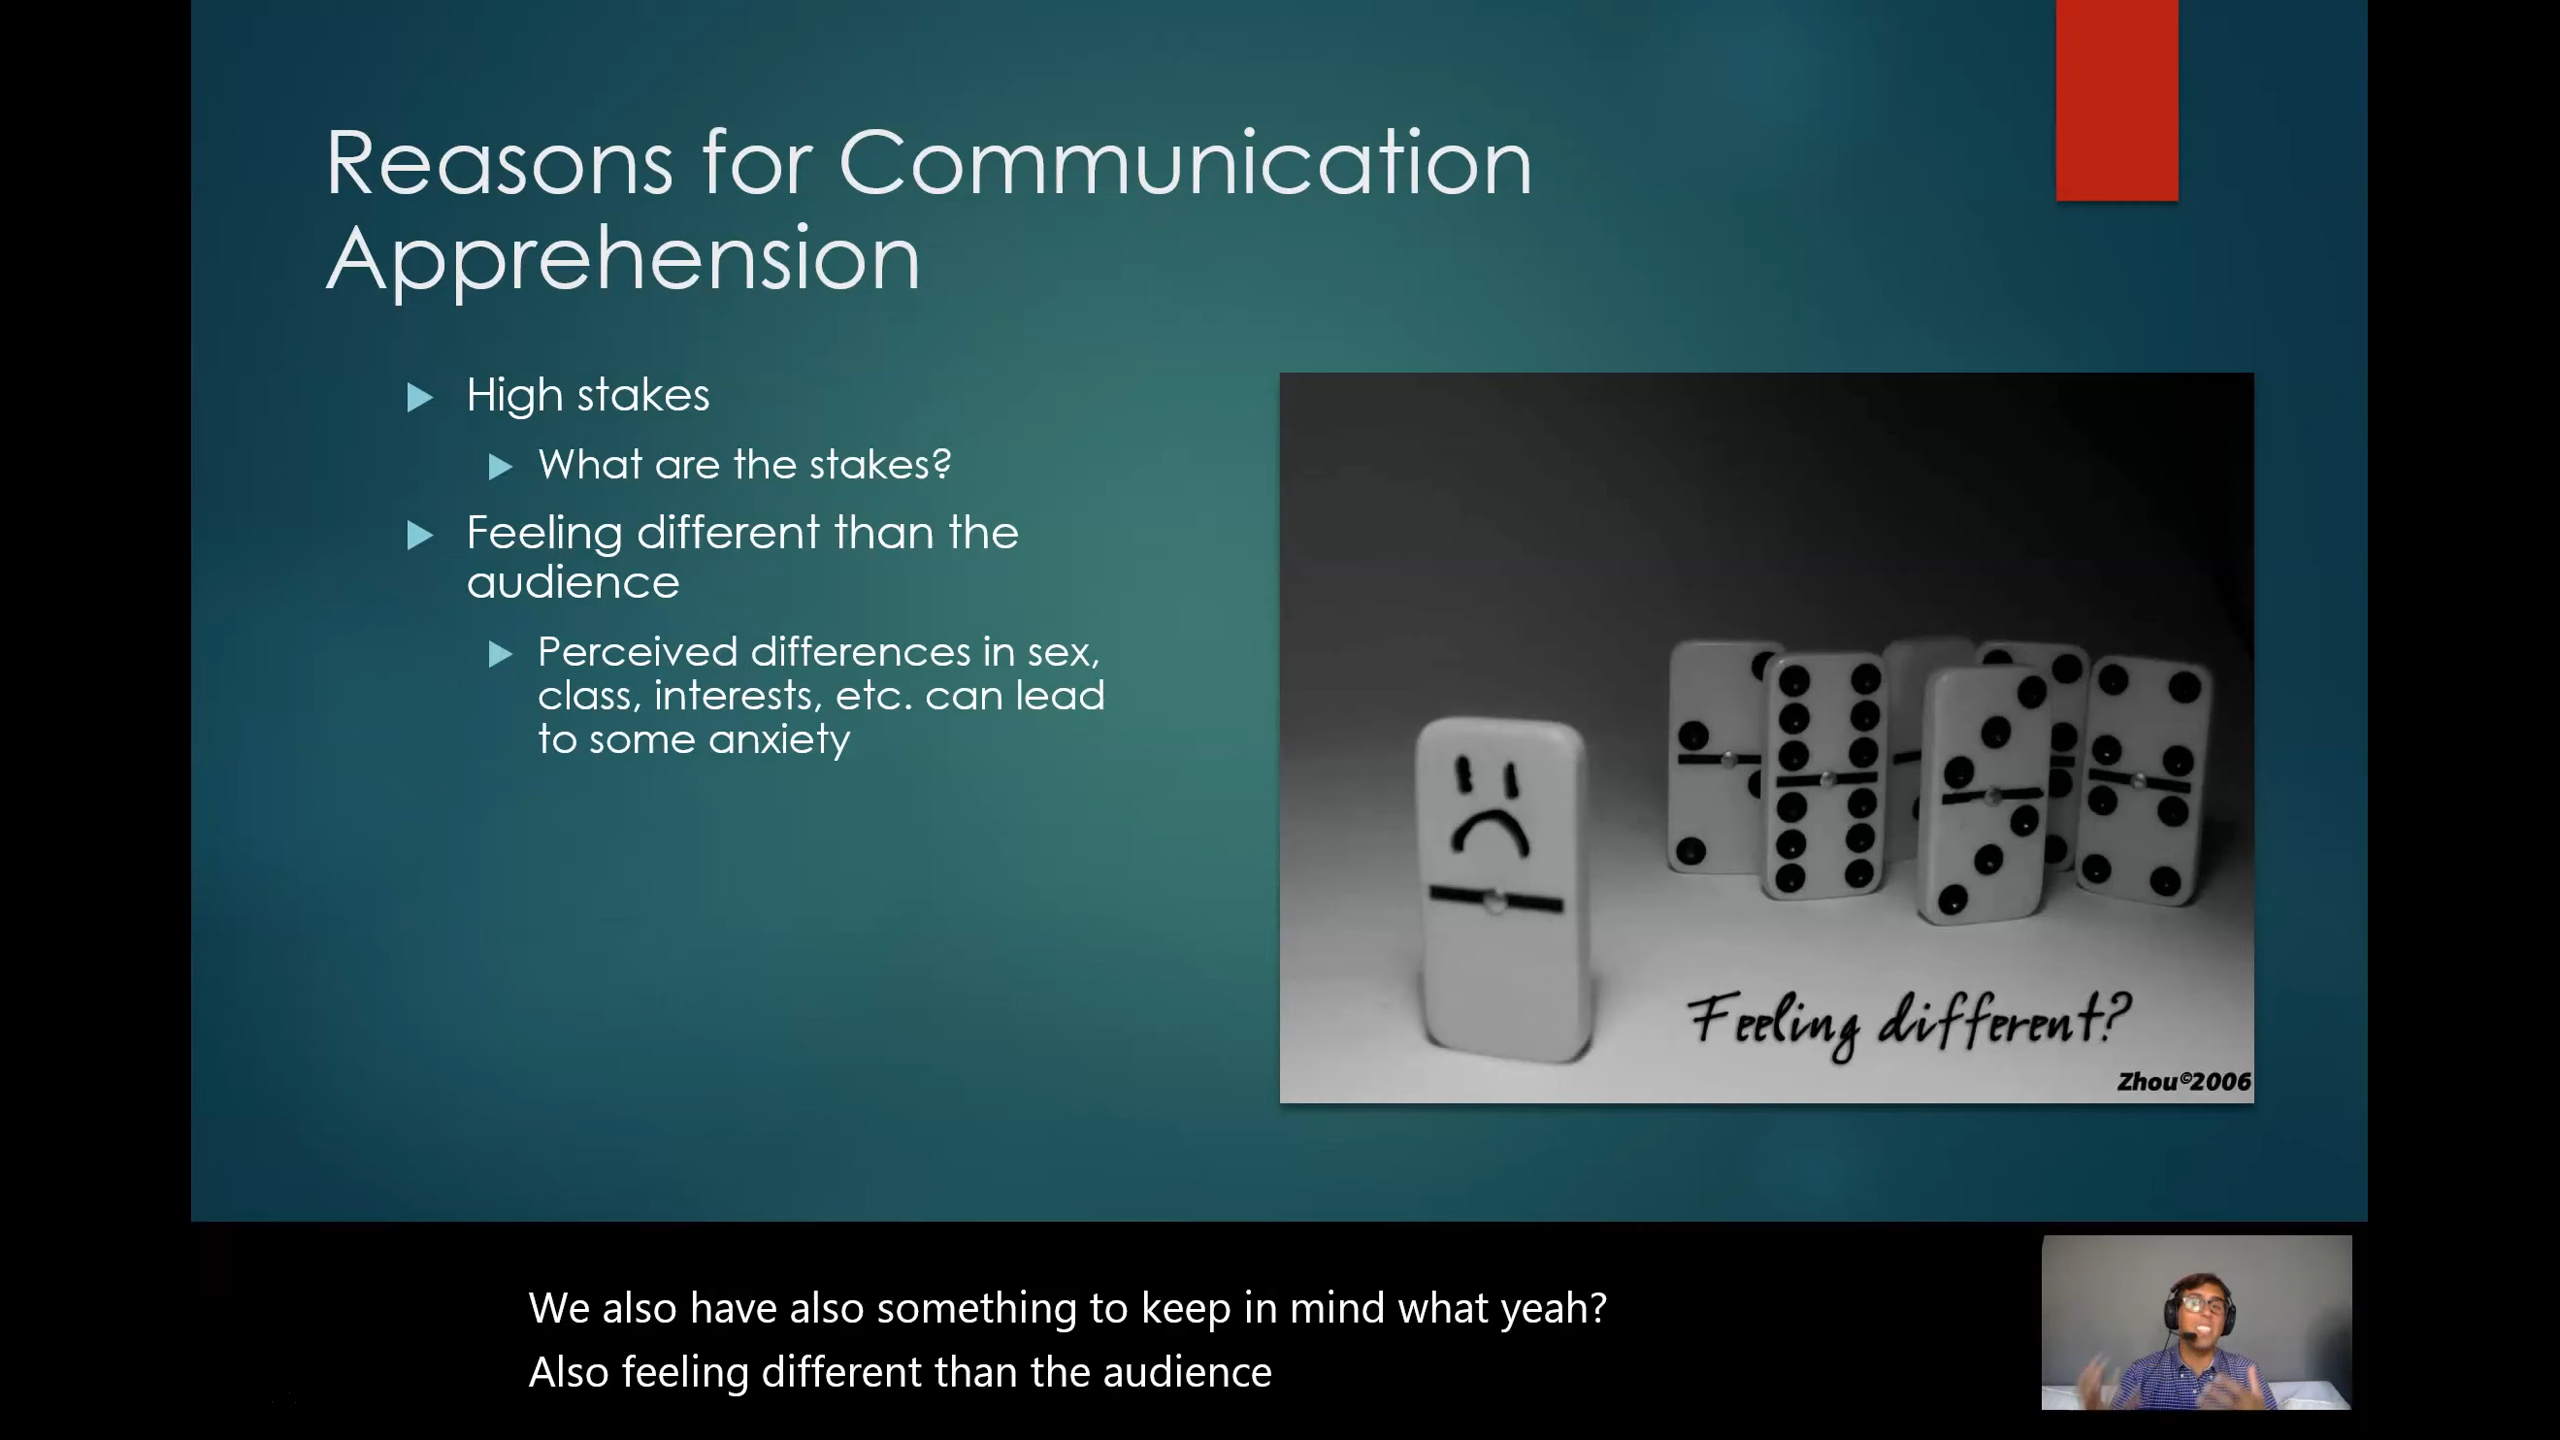 Reasons for Communication
Apprehension
High stakes
What are the stakes?
Feeling different than the
audience
Perceived differences in sex,
class, interests, etc. can lead
to some anxiety
Feeling different?
Zhou©2006
We also have also something to keep in mind what yeah?
Also feeling different than the audience